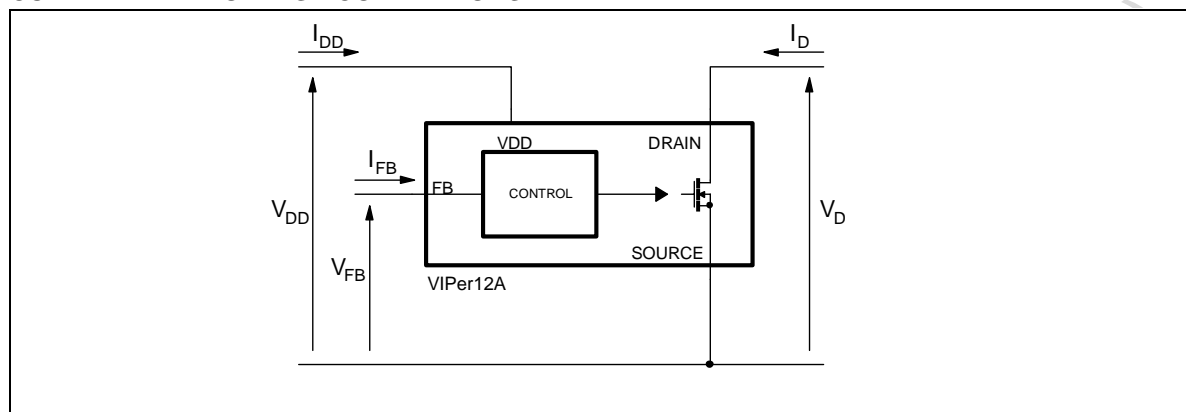 I_DD
I_D
VDD
DRAIN
I_FB
FB
CONTROL
V_DD
V_D
V_FB
SOURCE
VIPer12A